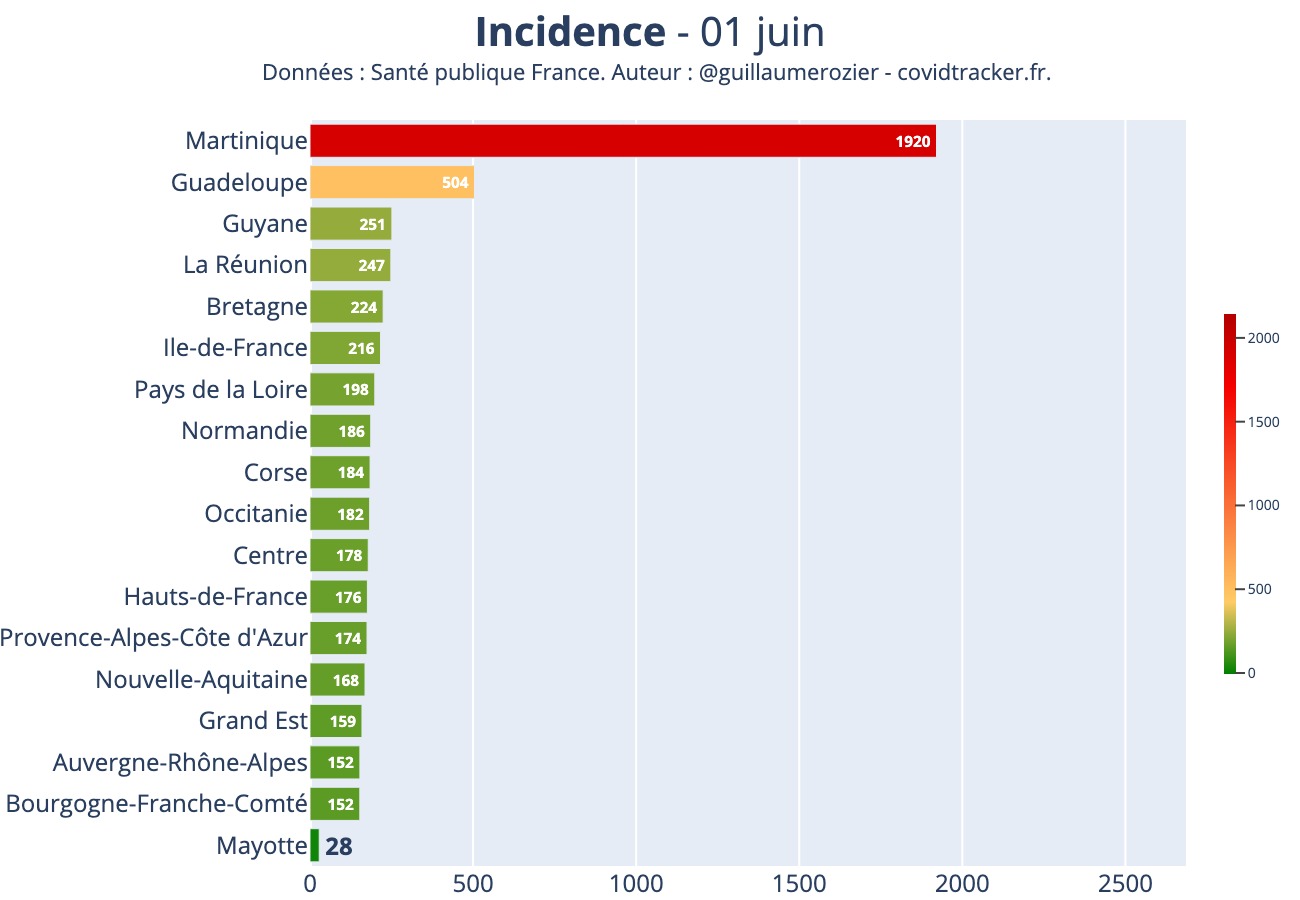 Incidence - 01 juin
Données : Santé publique France. Auteur : @guillaumerozier - covidtracker.fr.
Martinique 1920
Guadeloupe 504
Guyane 251
La Réunion 247
Bretagne 224
Ile-de-France 216
Pays de la Loire 198
Normandie 186
Corse 184
Occitanie 182
Centre 178
Hauts-de-France 176
Provence-Alpes-Côte d'Azur 174
Nouvelle-Aquitaine 168
Grand Est 159
Auvergne-Rhône-Alpes 152
Bourgogne-Franche-Comté 152
Mayotte 28
0 500 1000 1500 2000 2500
2000
1500
1000
500
0